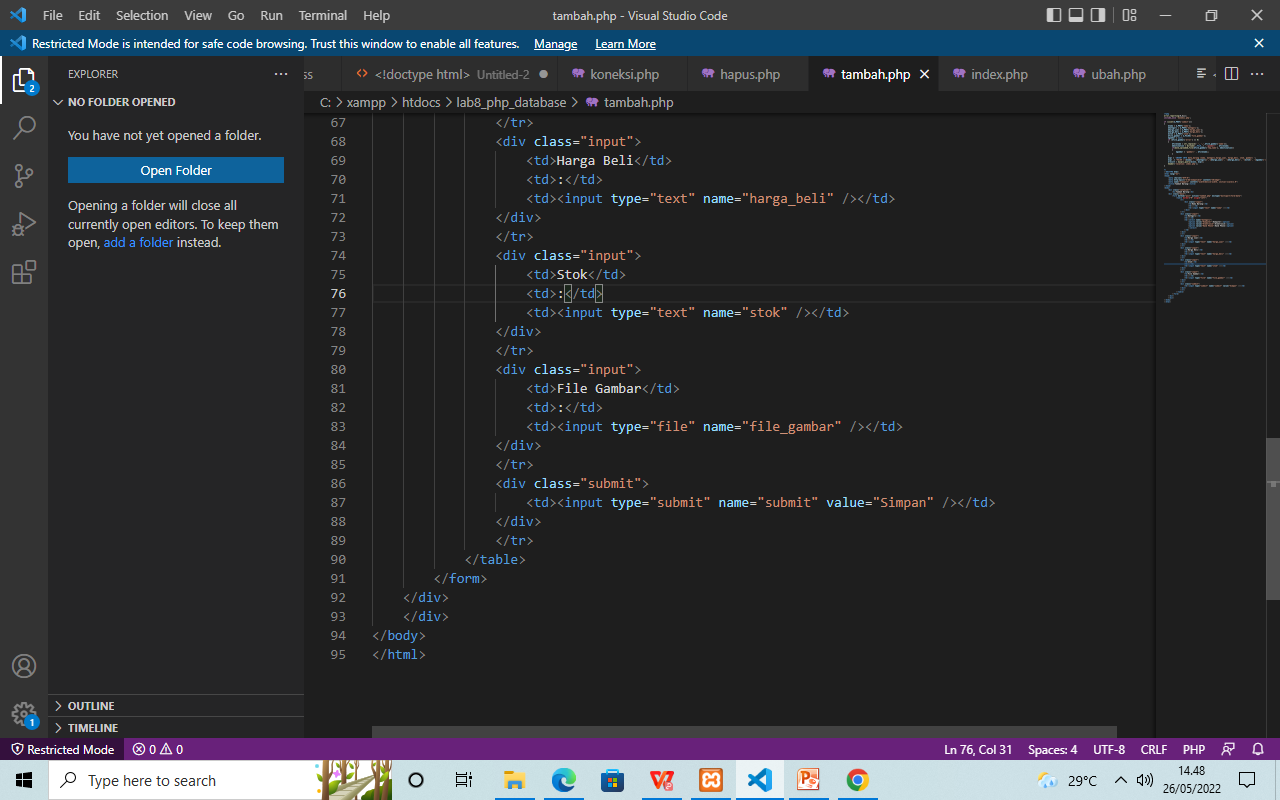 File Edit Selection View Go Run Terminal Help tambah.php - Visual Studio Code
Restricted Mode is intended for safe code browsing. Trust this window to enable all features. Manage Learn More
EXPLORER
ss <!doctype html> Untitled-2 koneksi.php hapus.php tambah.php index.php ubah.php
NO FOLDER OPENED
You have not yet opened a folder.
Open Folder
Opening a folder will close all
currently open editors. To keep them
open, add a folder instead.
OUTLINE
TIMELINE
2
1
C: > xampp > htdocs > lab8_php_database > tambah.php
67 </tr>
68 <div class="input">
69 <td>Harga Beli</td>
70 <td>:</td>
71 <td><input type="text" name="harga_beli" /></td>
72 </div>
73 </tr>
74 <div class="input">
75 <td>Stok</td>
76 <td>:</td>
77 <td><input type="text" name="stok" /></td>
78 </div>
79 </tr>
80 <div class="input">
81 <td>File Gambar</td>
82 <td>:</td>
83 <td><input type="file" name="file_gambar" /></td>
84 </div>
85 </tr>
86 <div class="submit">
87 <td><input type="submit" name="submit" value="Simpan" /></td>
88 </div>
89 </tr>
90 </table>
91 </form>
92 </div>
93 </div>
94 </body>
95 </html>
Restricted Mode 0 0 Ln 76, Col 31 Spaces: 4 UTF-8 CRLF PHP
Type here to search
29°C
14.48
26/05/2022